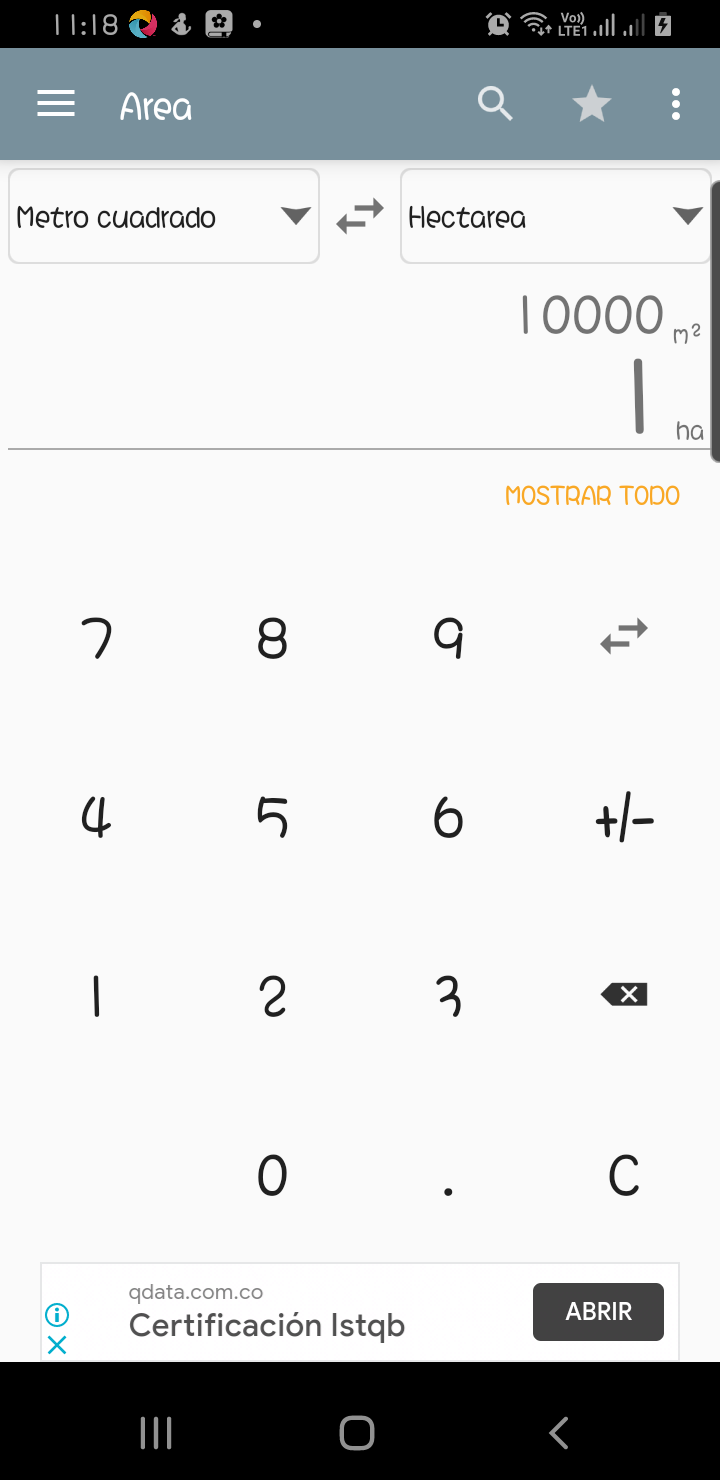 11:18 Vo)) LTE1
Area
Metro cuadrado Hectarea
10000 m²
1 ha
MOSTRAR TODO
7 8 9
4 5 6 +/-
1 2 3
0 . C
qdata.com.co
Certificación Istqb
ABRIR